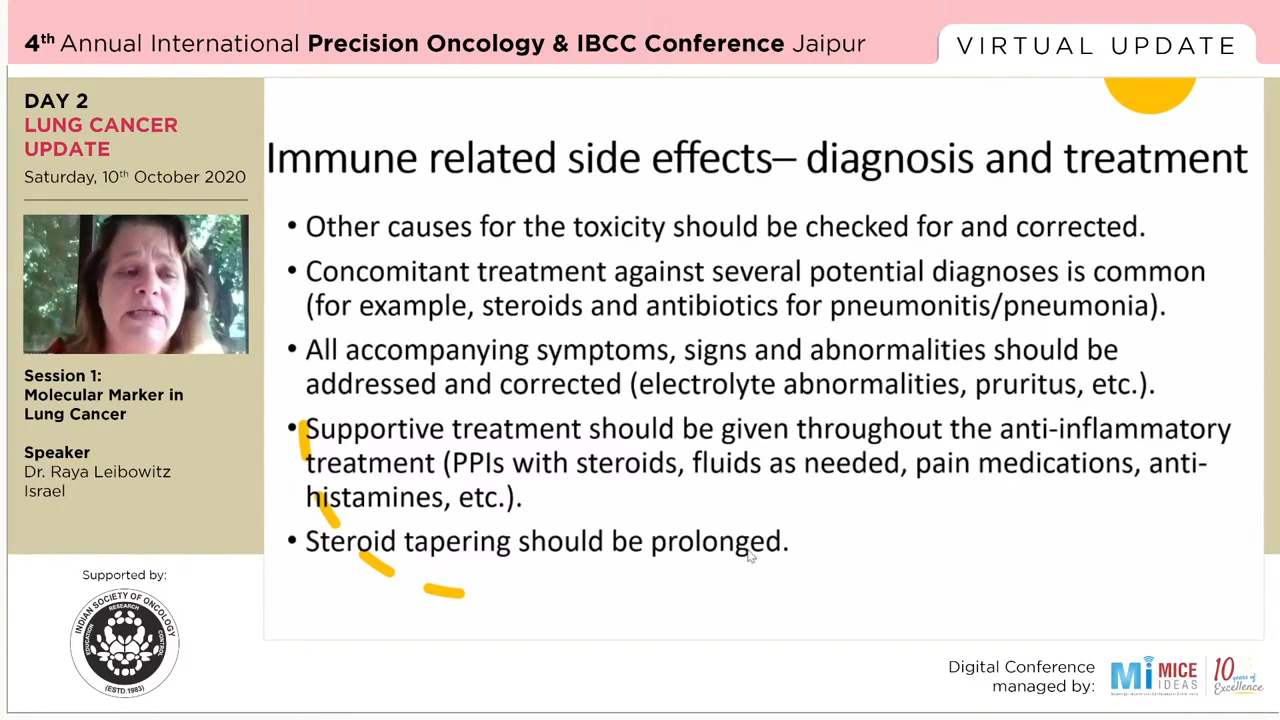 4th Annual International Precision Oncology & IBCC Conference Jaipur
VIRTUAL UPDATE
DAY 2
LUNG CANCER
UPDATE
Saturday, 10th October 2020
Session 1:
Molecular Marker in
Lung Cancer
Speaker
Dr. Raya Leibowitz
Israel
Supported by:
INDIAN SOCIETY OF ONCOLOGY
EDUCATION
RESEARCH
CONTROL
(ESTD.1983)
Immune related side effects– diagnosis and treatment
• Other causes for the toxicity should be checked for and corrected.
• Concomitant treatment against several potential diagnoses is common
(for example, steroids and antibiotics for pneumonitis/pneumonia).
• All accompanying symptoms, signs and abnormalities should be
addressed and corrected (electrolyte abnormalities, pruritus, etc.).
• Supportive treatment should be given throughout the anti-inflammatory
treatment (PPIs with steroids, fluids as needed, pain medications, anti-
histamines, etc.).
• Steroid tapering should be prolonged.
Digital Conference
managed by:
Mi MICE
IDEAS
10 years of
Excellence